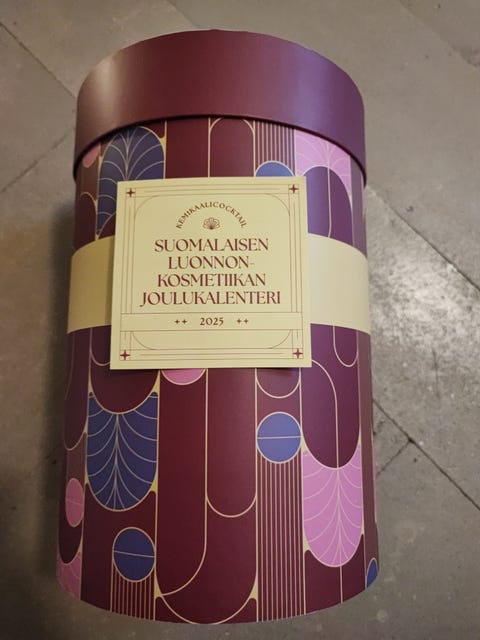 KEMIKAALICOCKTAIL
SUOMALAISEN
LUONNON-
KOSMETIIKAN
JOULUKALENTERI
2025